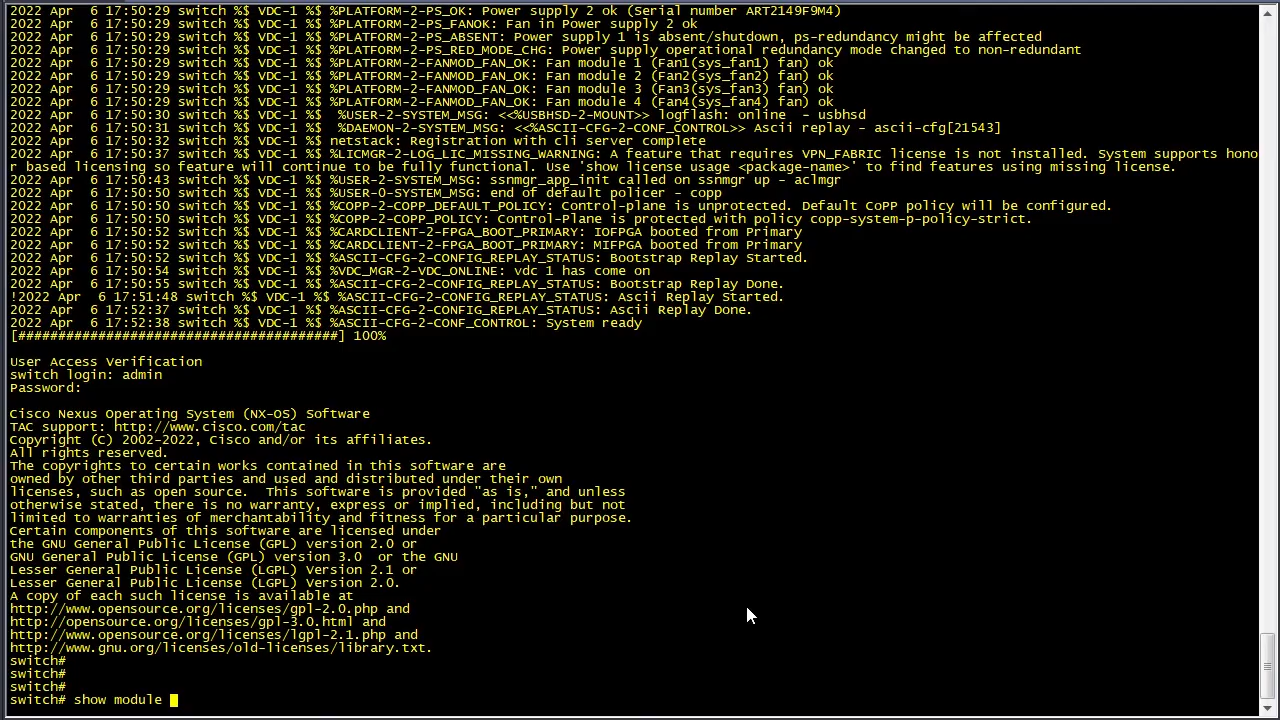 2022 Apr  6 17:50:29 switch %$ VDC-1 %$ %PLATFORM-2-PS_OK: Power supply 2 ok (Serial number ART2149F9M4)
2022 Apr  6 17:50:29 switch %$ VDC-1 %$ %PLATFORM-2-PS_FANOK: Fan in Power supply 2 ok
2022 Apr  6 17:50:29 switch %$ VDC-1 %$ %PLATFORM-2-PS_ABSENT: Power supply 1 is absent/shutdown, ps-redundancy might be affected
2022 Apr  6 17:50:29 switch %$ VDC-1 %$ %PLATFORM-2-PS_RED_MODE_CHG: Power supply operational redundancy mode changed to non-redundant
2022 Apr  6 17:50:29 switch %$ VDC-1 %$ %PLATFORM-2-FANMOD_FAN_OK: Fan module 1 (Fan1(sys_fan1) fan) ok
2022 Apr  6 17:50:29 switch %$ VDC-1 %$ %PLATFORM-2-FANMOD_FAN_OK: Fan module 2 (Fan2(sys_fan2) fan) ok
2022 Apr  6 17:50:29 switch %$ VDC-1 %$ %PLATFORM-2-FANMOD_FAN_OK: Fan module 3 (Fan3(sys_fan3) fan) ok
2022 Apr  6 17:50:29 switch %$ VDC-1 %$ %PLATFORM-2-FANMOD_FAN_OK: Fan module 4 (Fan4(sys_fan4) fan) ok
2022 Apr  6 17:50:30 switch %$ VDC-1 %$  %USER-2-SYSTEM_MSG: <<%USBHSD-2-MOUNT>> logflash: online  - usbhsd
2022 Apr  6 17:50:31 switch %$ VDC-1 %$  %DAEMON-2-SYSTEM_MSG: <<%ASCII-CFG-2-CONF_CONTROL>> Ascii replay - ascii-cfg[21543]
2022 Apr  6 17:50:32 switch %$ VDC-1 %$ netstack: Registration with cli server complete
2022 Apr  6 17:50:37 switch %$ VDC-1 %$ %LICMGR-2-LOG_LIC_MISSING_WARNING: A feature that requires VPN_FABRIC license is not installed. System supports hono
r based licensing so feature will continue to be fully functional. Use 'show license usage <package-name>' to find features using missing license.
2022 Apr  6 17:50:43 switch %$ VDC-1 %$ %USER-2-SYSTEM_MSG: ssnmgr_app_init called on ssnmgr up - aclmgr
2022 Apr  6 17:50:50 switch %$ VDC-1 %$ %USER-0-SYSTEM_MSG: end of default policer - copp
2022 Apr  6 17:50:50 switch %$ VDC-1 %$ %COPP-2-COPP_DEFAULT_POLICY: Control-plane is unprotected. Default CoPP policy will be configured.
2022 Apr  6 17:50:50 switch %$ VDC-1 %$ %COPP-2-COPP_POLICY: Control-Plane is protected with policy copp-system-p-policy-strict.
2022 Apr  6 17:50:52 switch %$ VDC-1 %$ %CARDCLIENT-2-FPGA_BOOT_PRIMARY: IOFPGA booted from Primary
2022 Apr  6 17:50:52 switch %$ VDC-1 %$ %CARDCLIENT-2-FPGA_BOOT_PRIMARY: MIFPGA booted from Primary
2022 Apr  6 17:50:52 switch %$ VDC-1 %$ %ASCII-CFG-2-CONFIG_REPLAY_STATUS: Bootstrap Replay Started.
2022 Apr  6 17:50:54 switch %$ VDC-1 %$ %VDC_MGR-2-VDC_ONLINE: vdc 1 has come on
2022 Apr  6 17:50:55 switch %$ VDC-1 %$ %ASCII-CFG-2-CONFIG_REPLAY_STATUS: Bootstrap Replay Done.
!2022 Apr  6 17:51:48 switch %$ VDC-1 %$ %ASCII-CFG-2-CONFIG_REPLAY_STATUS: Ascii Replay Started.
2022 Apr  6 17:52:37 switch %$ VDC-1 %$ %ASCII-CFG-2-CONFIG_REPLAY_STATUS: Ascii Replay Done.
2022 Apr  6 17:52:38 switch %$ VDC-1 %$ %ASCII-CFG-2-CONF_CONTROL: System ready
[########################################] 100%
User Access Verification
switch login: admin
Password:
Cisco Nexus Operating System (NX-OS) Software
TAC support: http://www.cisco.com/tac
Copyright (C) 2002-2022, Cisco and/or its affiliates.
All rights reserved.
The copyrights to certain works contained in this software are
owned by other third parties and used and distributed under their own
licenses, such as open source.  This software is provided "as is," and unless
otherwise stated, there is no warranty, express or implied, including but not
limited to warranties of merchantability and fitness for a particular purpose.
Certain components of this software are licensed under
the GNU General Public License (GPL) version 2.0 or
GNU General Public License (GPL) version 3.0  or the GNU
Lesser General Public License (LGPL) Version 2.1 or
Lesser General Public License (LGPL) Version 2.0.
A copy of each such license is available at
http://www.opensource.org/licenses/gpl-2.0.php and
http://opensource.org/licenses/gpl-3.0.html and
http://www.opensource.org/licenses/lgpl-2.1.php and
http://www.gnu.org/licenses/old-licenses/library.txt.
switch#
switch#
switch#
switch# show module